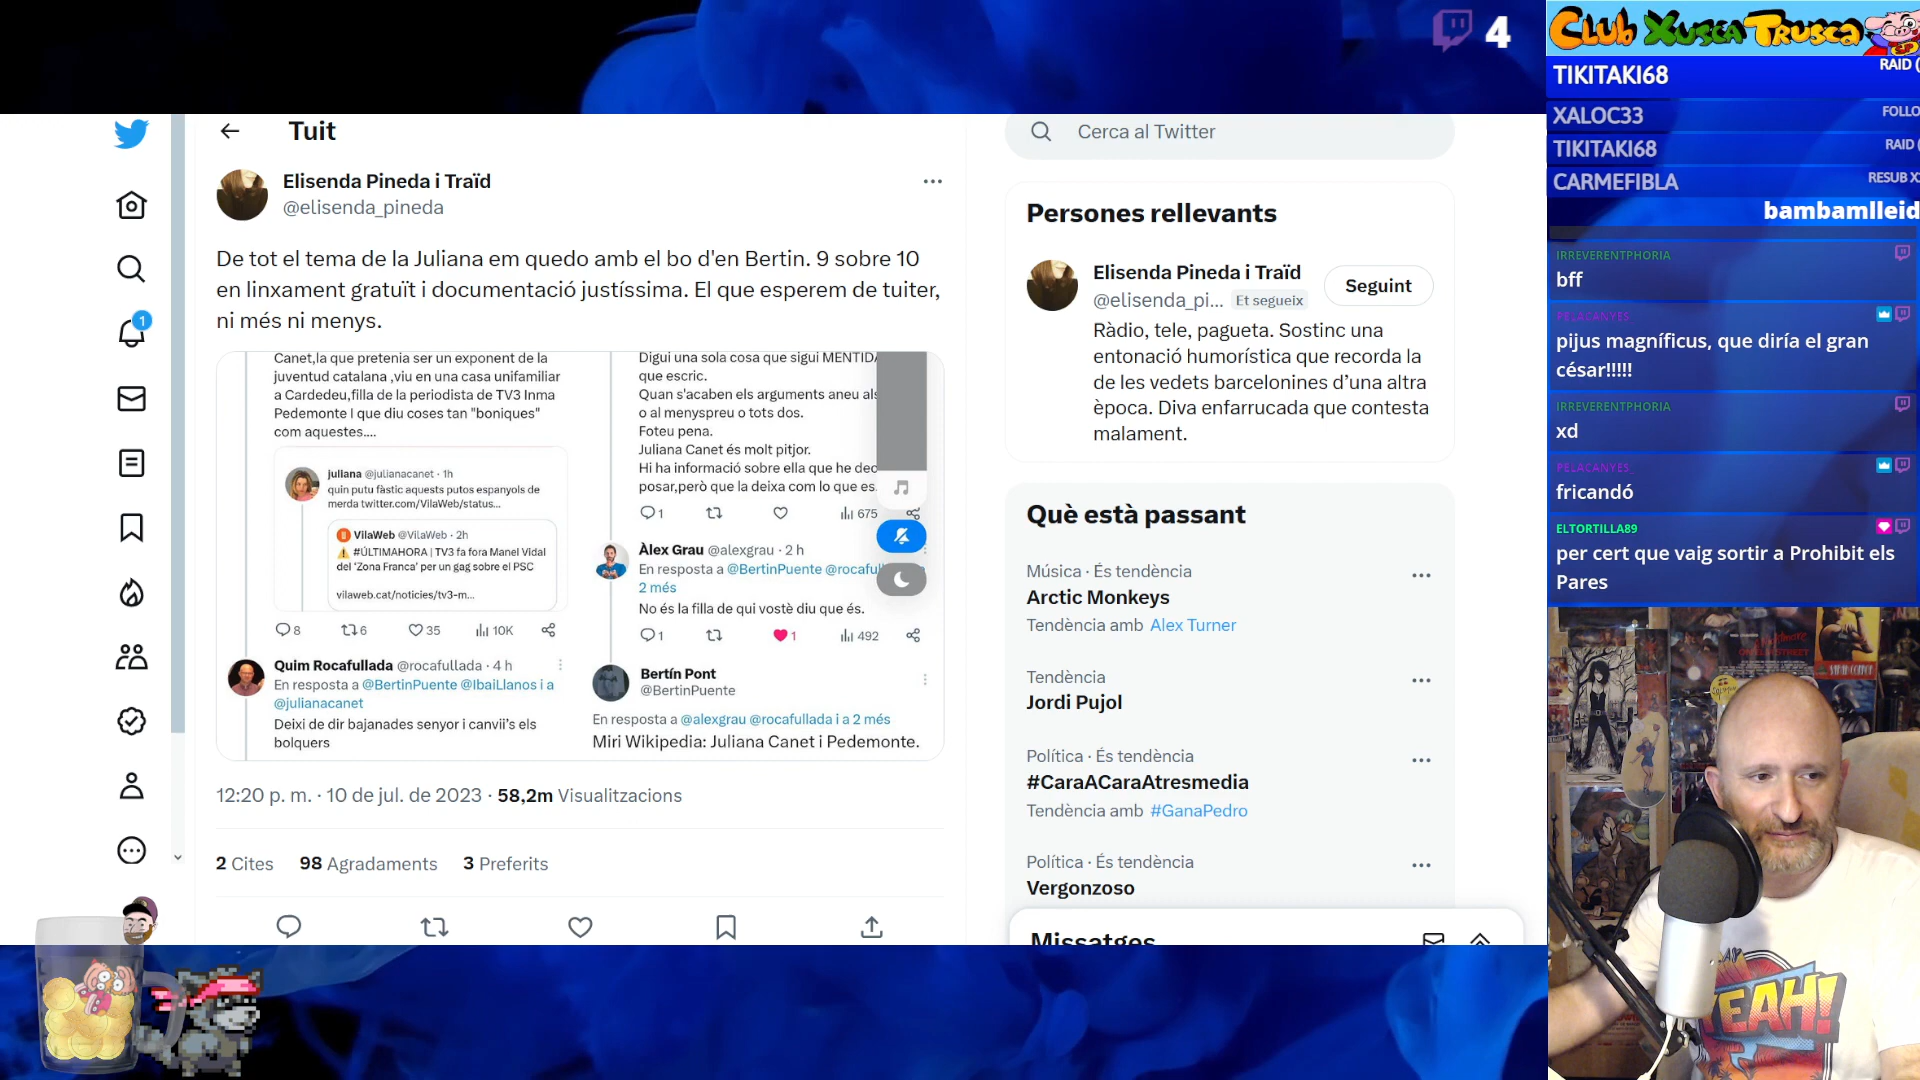 4
Club Xusca Trusca
TIKITAKI68 RAID (
XALOC33 FOLLO
TIKITAKI68 RAID (
CARMEFIBLA RESUB X
bambamlleid
IRREVERENTPHORIA
bff
PELACANYES_
pijus magníficus, que diría el gran
césar!!!!!
IRREVERENTPHORIA
xd
PELACANYES_
fricandó
ELTORTILLA89
per cert que vaig sortir a Prohibit els
Pares
Tuit
Elisenda Pineda i Traïd
@elisenda_pineda
De tot el tema de la Juliana em quedo amb el bo d'en Bertin. 9 sobre 10
en linxament gratuït i documentació justíssima. El que esperem de tuiter,
ni més ni menys.
Canet,la que pretenia ser un exponent de la
juventud catalana ,viu en una casa unifamiliar
a Cardedeu,filla de la periodista de TV3 Inma
Pedemonte I que diu coses tan "boniques"
com aquestes....
juliana @julianacanet · 1h
quin putu fàstic aquests putos espanyols de
merda twitter.com/VilaWeb/status...
VilaWeb @VilaWeb · 2h
⚠️ #ÚLTIMAHORA | TV3 fa fora Manel Vidal
del 'Zona Franca' per un gag sobre el PSC
vilaweb.cat/noticies/tv3-m...
8 6 35 10K
Quim Rocafullada @rocafullada · 4 h
En resposta a @BertinPuente @IbaiLlanos i a
@julianacanet
Deixi de dir bajanades senyor i canvii's els
bolquers
Digui una sola cosa que sigui MENTIDA
que escric.
Quan s'acaben els arguments aneu als
o al menyspreu o tots dos.
Foteu pena.
Juliana Canet és molt pitjor.
Hi ha informació sobre ella que he dec
posar,però que la deixa com lo que es.
1 675
Àlex Grau @alexgrau · 2 h
En resposta a @BertinPuente @rocaful
2 més
No és la filla de qui vostè diu que és.
1 1 492
Bertín Pont
@BertinPuente
En resposta a @alexgrau @rocafullada i a 2 més
Miri Wikipedia: Juliana Canet i Pedemonte.
12:20 p. m. · 10 de jul. de 2023 · 58,2m Visualitzacions
2 Cites 98 Agradaments 3 Preferits
1
Cerca al Twitter
Persones rellevants
Elisenda Pineda i Traïd
@elisenda_pi... Et segueix
Seguint
Ràdio, tele, pagueta. Sostinc una
entonació humorística que recorda la
de les vedets barcelonines d'una altra
època. Diva enfarrucada que contesta
malament.
Què està passant
Música · És tendència
Arctic Monkeys
Tendència amb Alex Turner
Tendència
Jordi Pujol
Política · És tendència
#CaraACaraAtresmedia
Tendència amb #GanaPedro
Política · És tendència
Vergonzoso
Missatges
YEAH!